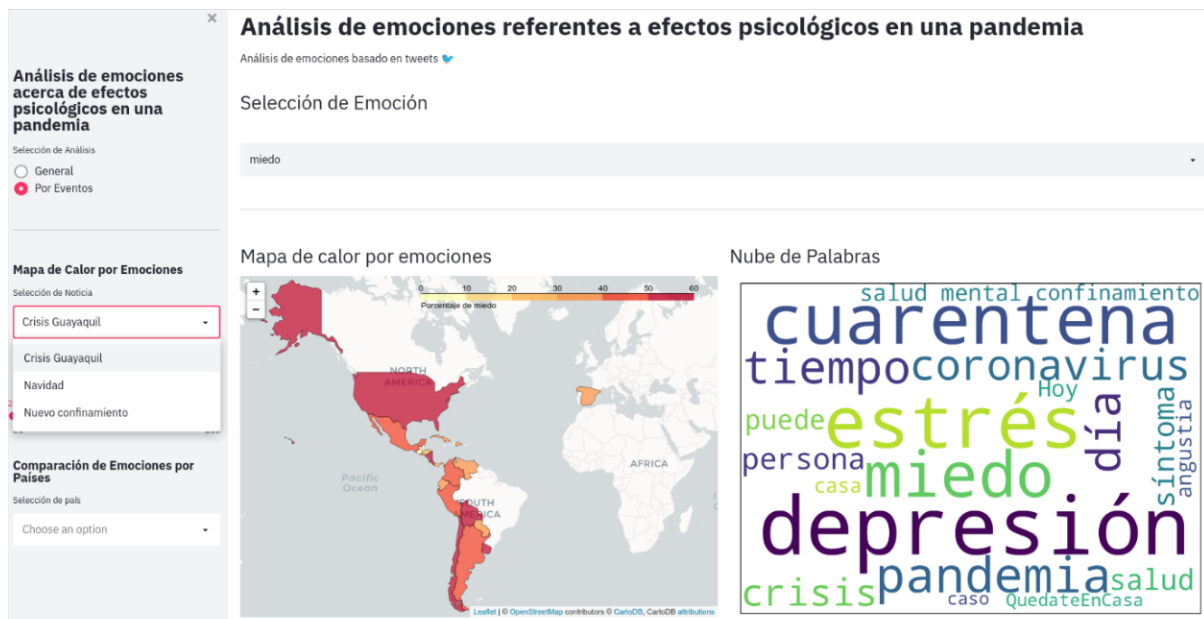 ×
Análisis de emociones
acerca de efectos
psicológicos en una
pandemia
Selección de Análisis
General
Por Eventos
Mapa de Calor por Emociones
Selección de Noticia
Crisis Guayaquil
Crisis Guayaquil
Navidad
Nuevo confinamiento
Comparación de Emociones por
Países
Selección de país
Choose an option
Análisis de emociones referentes a efectos psicológicos en una pandemia
Análisis de emociones basado en tweets 🐦
Selección de Emoción
miedo
Mapa de calor por emociones
+
−
0 10 20 30 40 50 60
Porcentaje de miedo
NORTH
AMERICA
AFRICA
Pacific
Ocean
SOUTH
AMERICA
Leaflet | © OpenStreetMap contributors © CartoDB, CartoDB attributions
Nube de Palabras
salud mental confinamiento
cuarentena
tiempo coronavirus
Hoy
puede estrés día
persona miedo síntoma angustia
casa
depresión
crisis pandemia salud
caso QuedateEnCasa